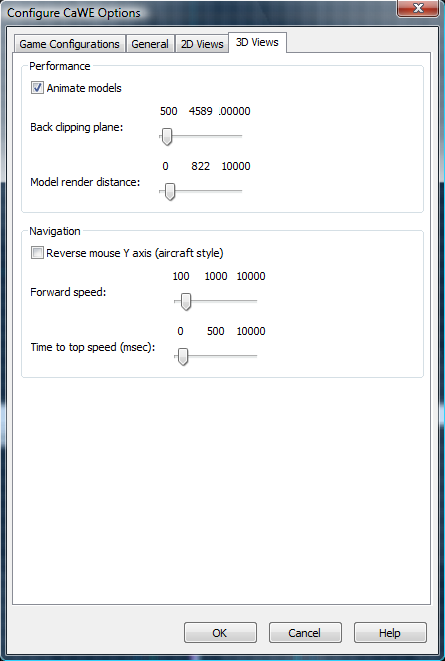 Configure CaWE Options
Game Configurations General 2D Views 3D Views
Performance
Animate models
500 4589 .00000
Back clipping plane:
0 822 10000
Model render distance:
Navigation
Reverse mouse Y axis (aircraft style)
100 1000 10000
Forward speed:
0 500 10000
Time to top speed (msec):
OK Cancel Help